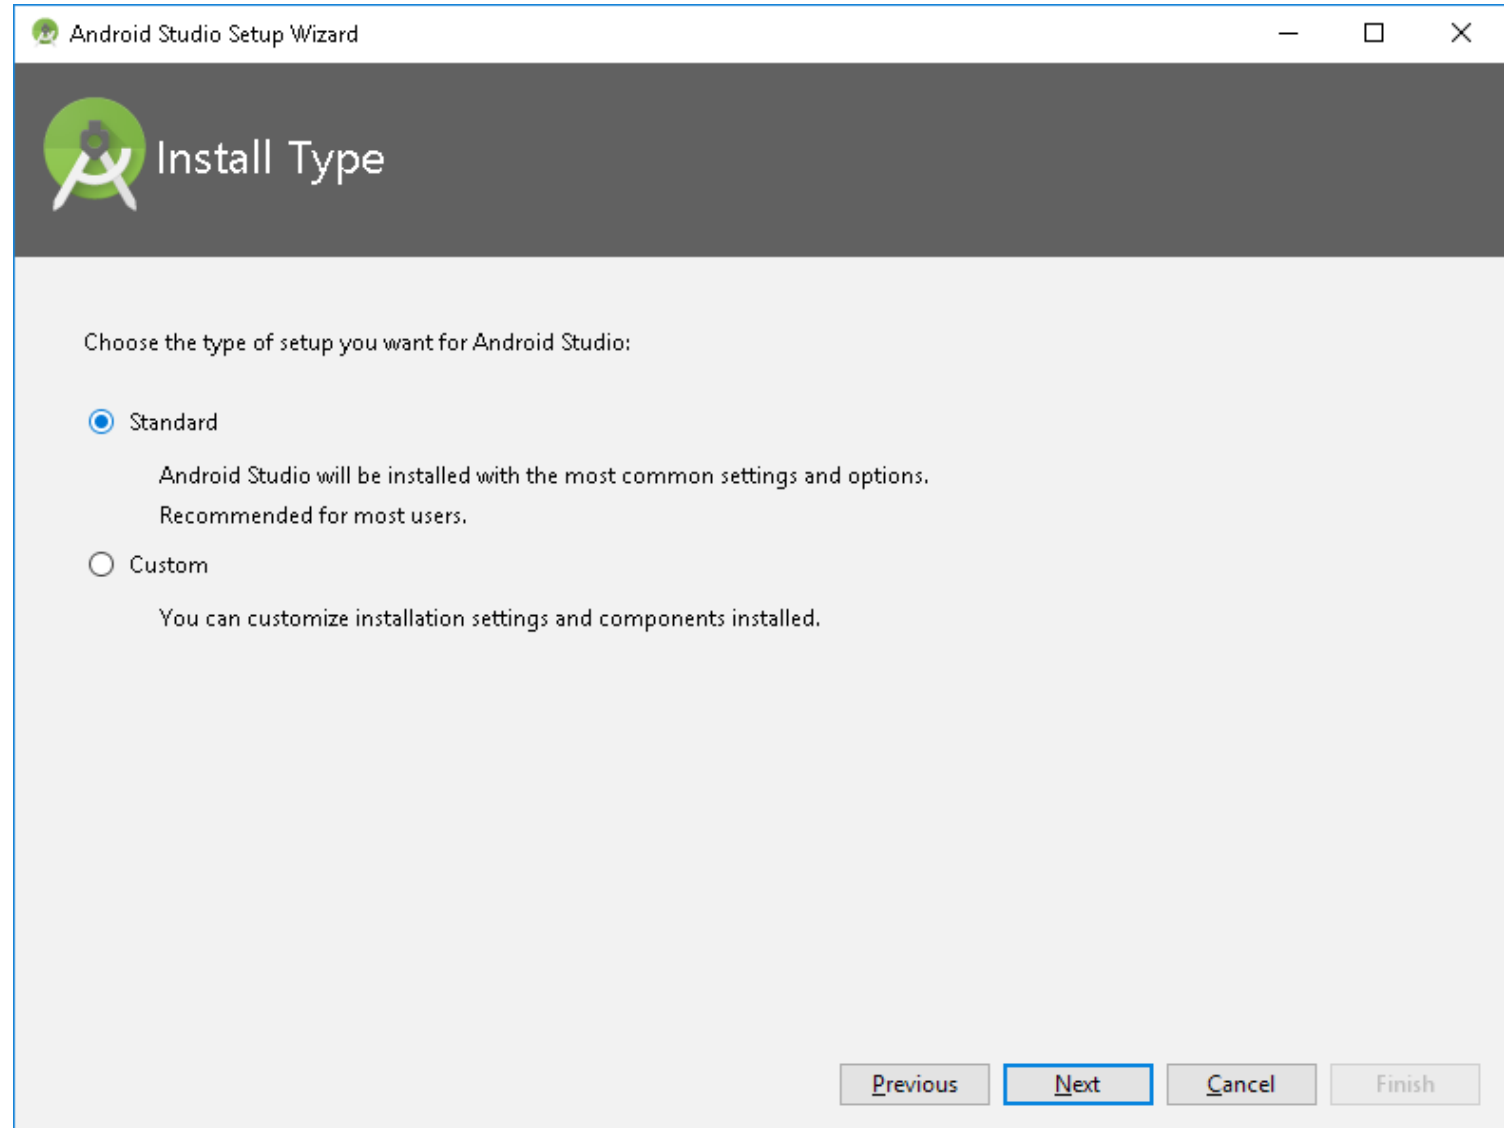 Android Studio Setup Wizard
Install Type
Choose the type of setup you want for Android Studio:
Standard
Android Studio will be installed with the most common settings and options.
Recommended for most users.
Custom
You can customize installation settings and components installed.
Previous
Next
Cancel
Finish